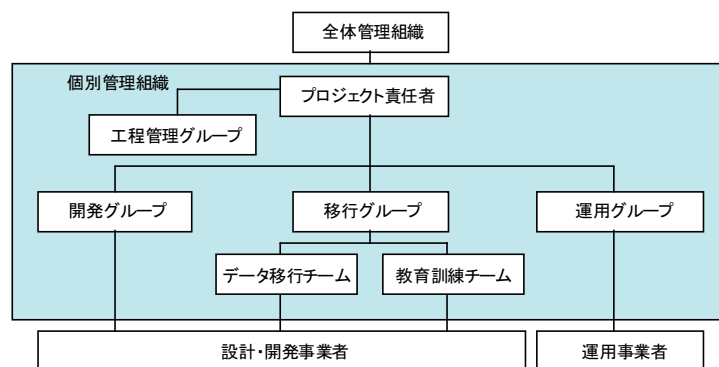 全体管理組織
個別管理組織
プロジェクト責任者
工程管理グループ
開発グループ
移行グループ
運用グループ
データ移行チーム
教育訓練チーム
設計・開発事業者
運用事業者